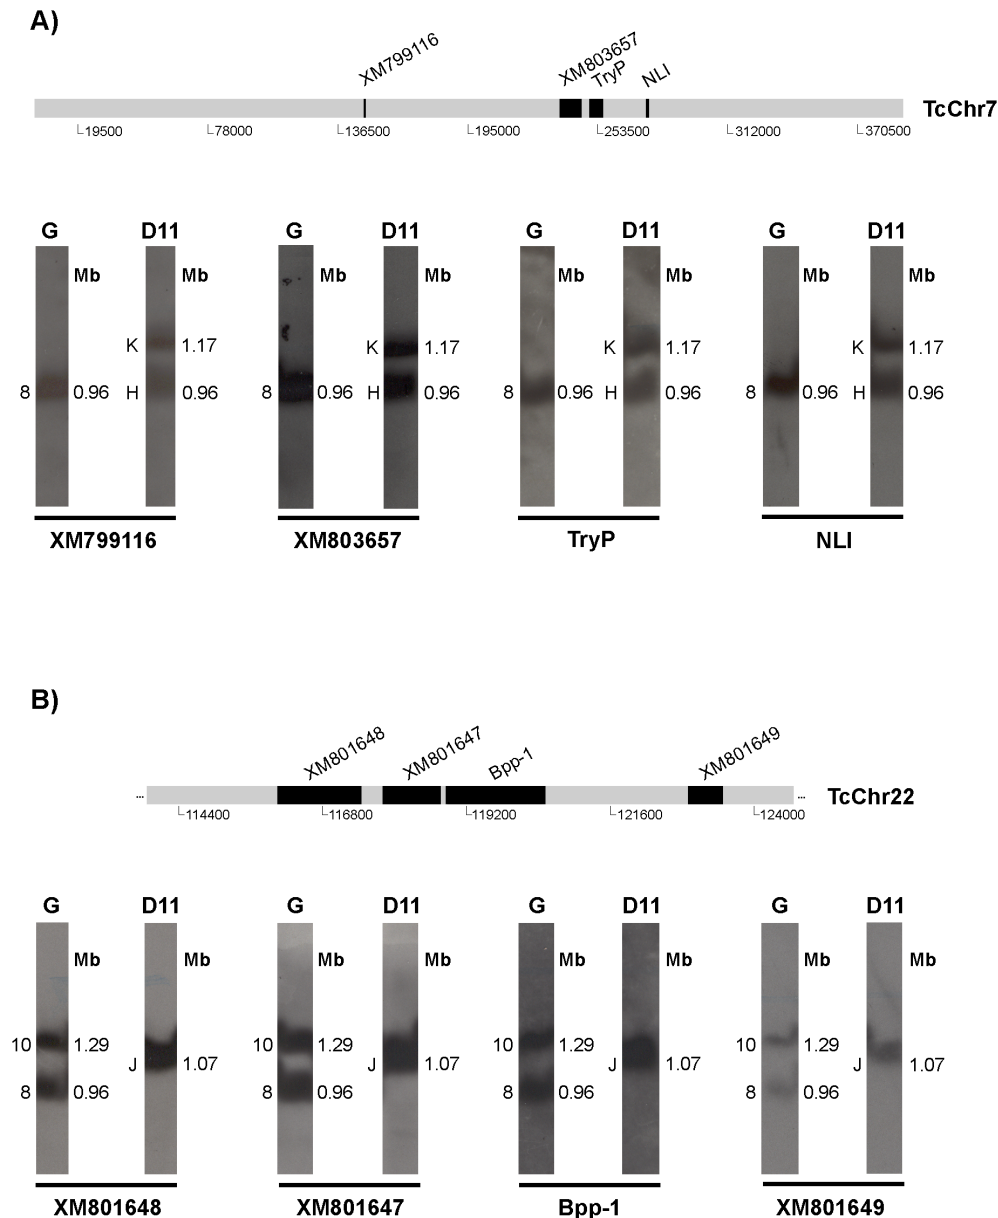 A)
XM799116 XM803657 TryP NLI
TcChr7
19500 78000 136500 195000 253500 312000 370500
G D11 G D11 G D11 G D11
Mb Mb Mb Mb Mb Mb Mb Mb
K 1.17 K 1.17 K 1.17 K 1.17
8 0.96 H 0.96 8 0.96 H 0.96 8 0.96 H 0.96 8 0.96 H 0.96
XM799116 XM803657 TryP NLI
B)
XM801648 XM801647 Bpp-1 XM801649
... ... TcChr22
114400 116800 119200 121600 124000
G D11 G D11 G D11 G D11
Mb Mb Mb Mb Mb Mb Mb Mb
10 1.29 10 1.29 10 1.29 10 1.29
J 1.07 J 1.07 J 1.07 J 1.07
8 0.96 8 0.96 8 0.96 8 0.96
XM801648 XM801647 Bpp-1 XM801649